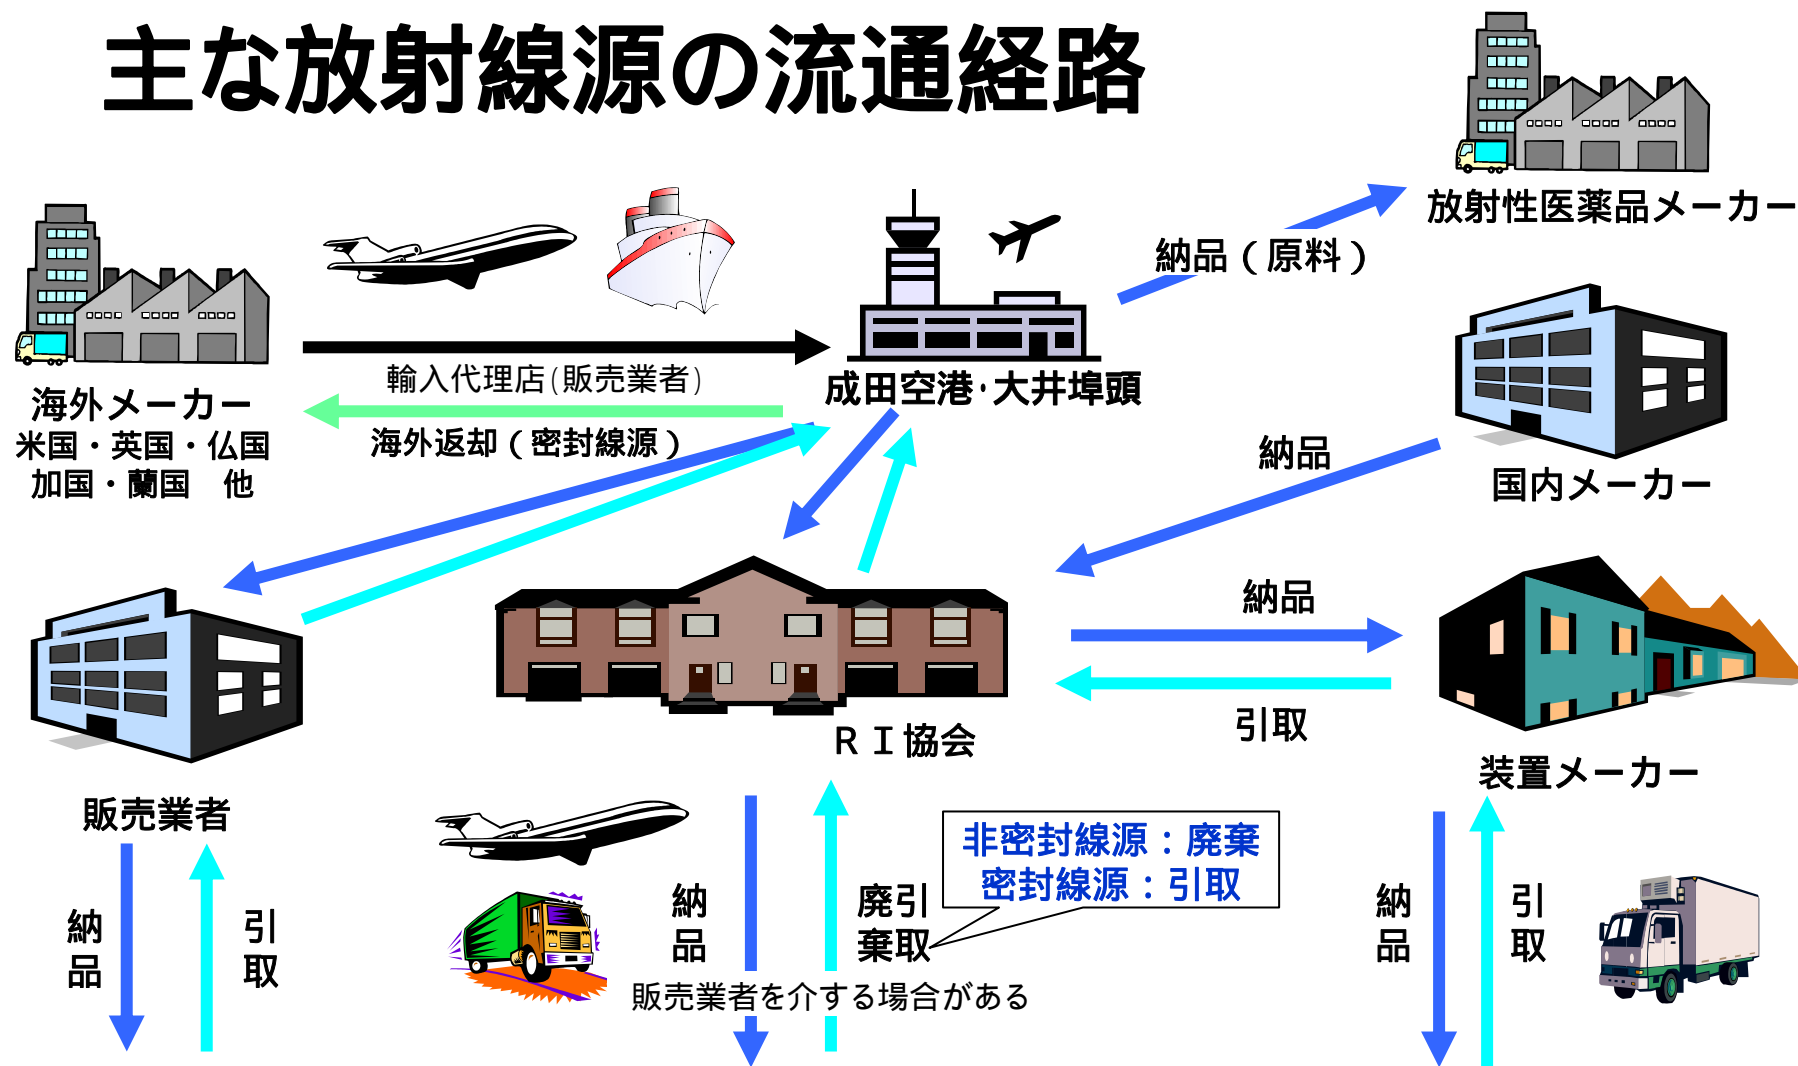 主な放射線源の流通経路
放射性医薬品メーカー
納品（原料）
輸入代理店(販売業者)
成田空港・大井埠頭
海外メーカー
米国・英国・仏国
加国・蘭国　他
海外返却（密封線源）
納品
国内メーカー
納品
引取
ＲＩ協会
装置メーカー
販売業者
非密封線源：廃棄
密封線源：引取
納品
引取
納品
廃棄
引取
納品
引取
販売業者を介する場合がある